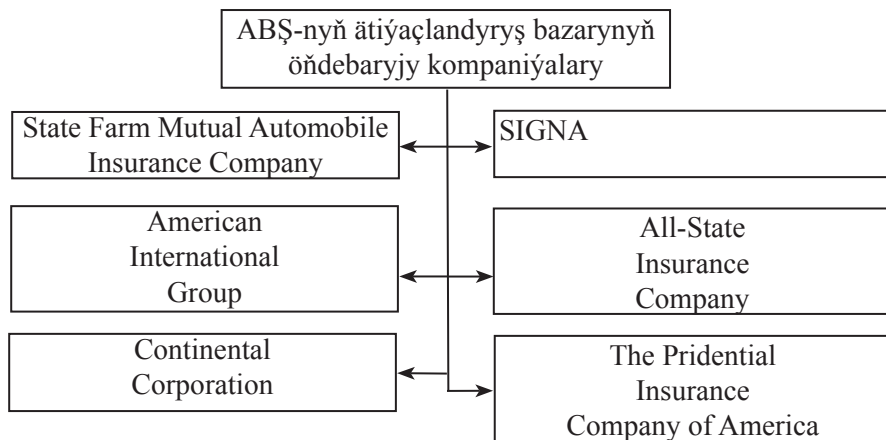 ABŞ-nyň ätiýaçlandyryş bazarynyň
öňdebaryjy kompaniýalary
State Farm Mutual Automobile
Insurance Company
SIGNA
American
International
Group
All-State
Insurance
Company
Continental
Corporation
The Pridential
Insurance
Company of America